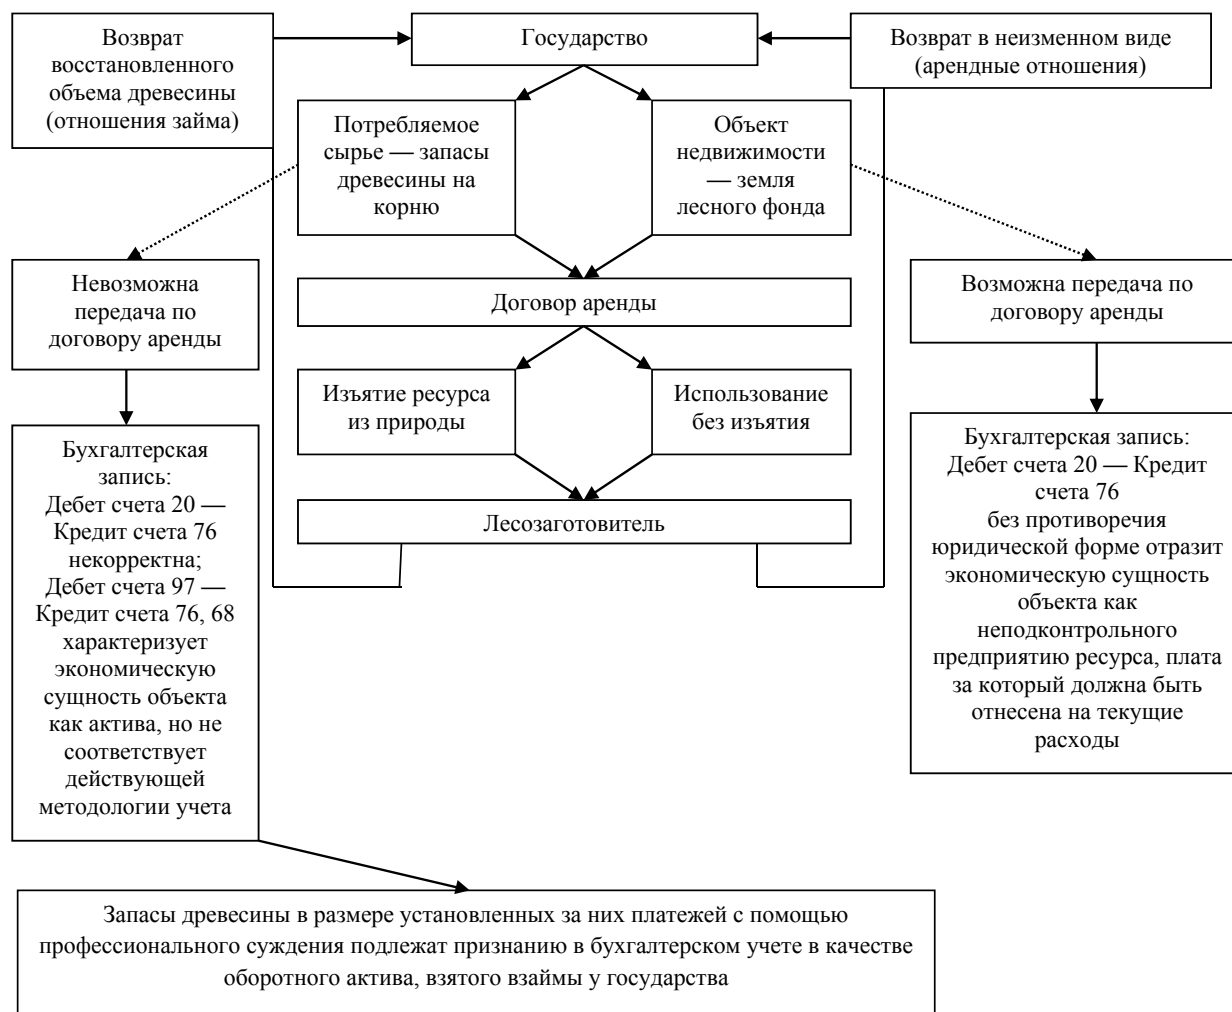 Возврат
восстановленного
объема древесины
(отношения займа)
Государство
Возврат в неизменном виде
(арендные отношения)
Потребляемое
сырье — запасы
древесины на
корню
Объект
недвижимости
— земля
лесного фонда
Невозможна
передача по
договору аренды
Договор аренды
Возможна передача по
договору аренды
Изъятие ресурса
из природы
Использование
без изъятия
Лесозаготовитель
Бухгалтерская
запись:
Дебет счета 20 —
Кредит счета 76
некорректна;
Дебет счета 97 —
Кредит счета 76, 68
характеризует
экономическую
сущность объекта
как актива, но не
соответствует
действующей
методологии учета
Бухгалтерская запись:
Дебет счета 20 — Кредит
счета 76
без противоречия
юридической форме отразит
экономическую сущность
объекта как
неподконтрольного
предприятию ресурса, плата
за который должна быть
отнесена на текущие
расходы
Запасы древесины в размере установленных за них платежей с помощью
профессионального суждения подлежат признанию в бухгалтерском учете в качестве
оборотного актива, взятого взаймы у государства